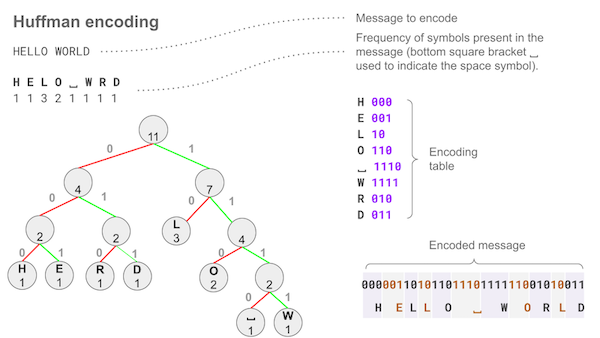 Huffman encoding
Message to encode
HELLO WORLD
Frequency of symbols present in the
message (bottom square bracket ⎵
used to indicate the space symbol).
H E L O ⎵ W R D
1 1 3 2 1 1 1 1
H 000
E 001
L 10
O 110
⎵ 1110
W 1111
R 010
D 011
Encoding
table
11
0 1
4 7
0 1 0 1
2 2 L 3 4
0 1 0 1 0 1
H 1 E 1 R 1 D 1 O 2 2
0 1
⎵ 1 W 1
Encoded message
00000110101101110111111001010011
H E L L O ⎵ W O R L D